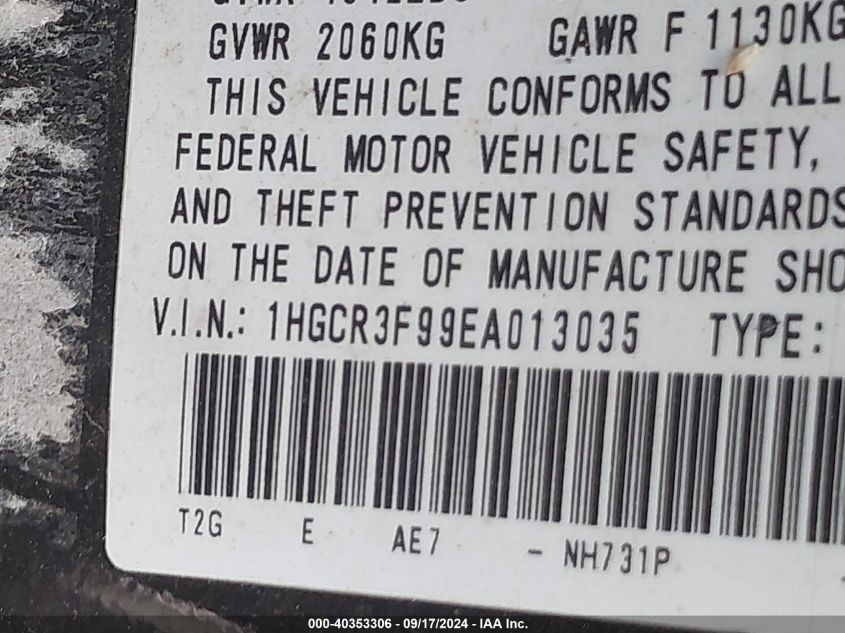 GVWR 2060KG GAWR F 1130KG
THIS VEHICLE CONFORMS TO ALL
FEDERAL MOTOR VEHICLE SAFETY,
AND THEFT PREVENTION STANDARDS
ON THE DATE OF MANUFACTURE SHO
V.I.N.: 1HGCR3F99EA013035 TYPE:
T2G E AE7 - NH731P
000-40353306 - 09/17/2024 - IAA Inc.